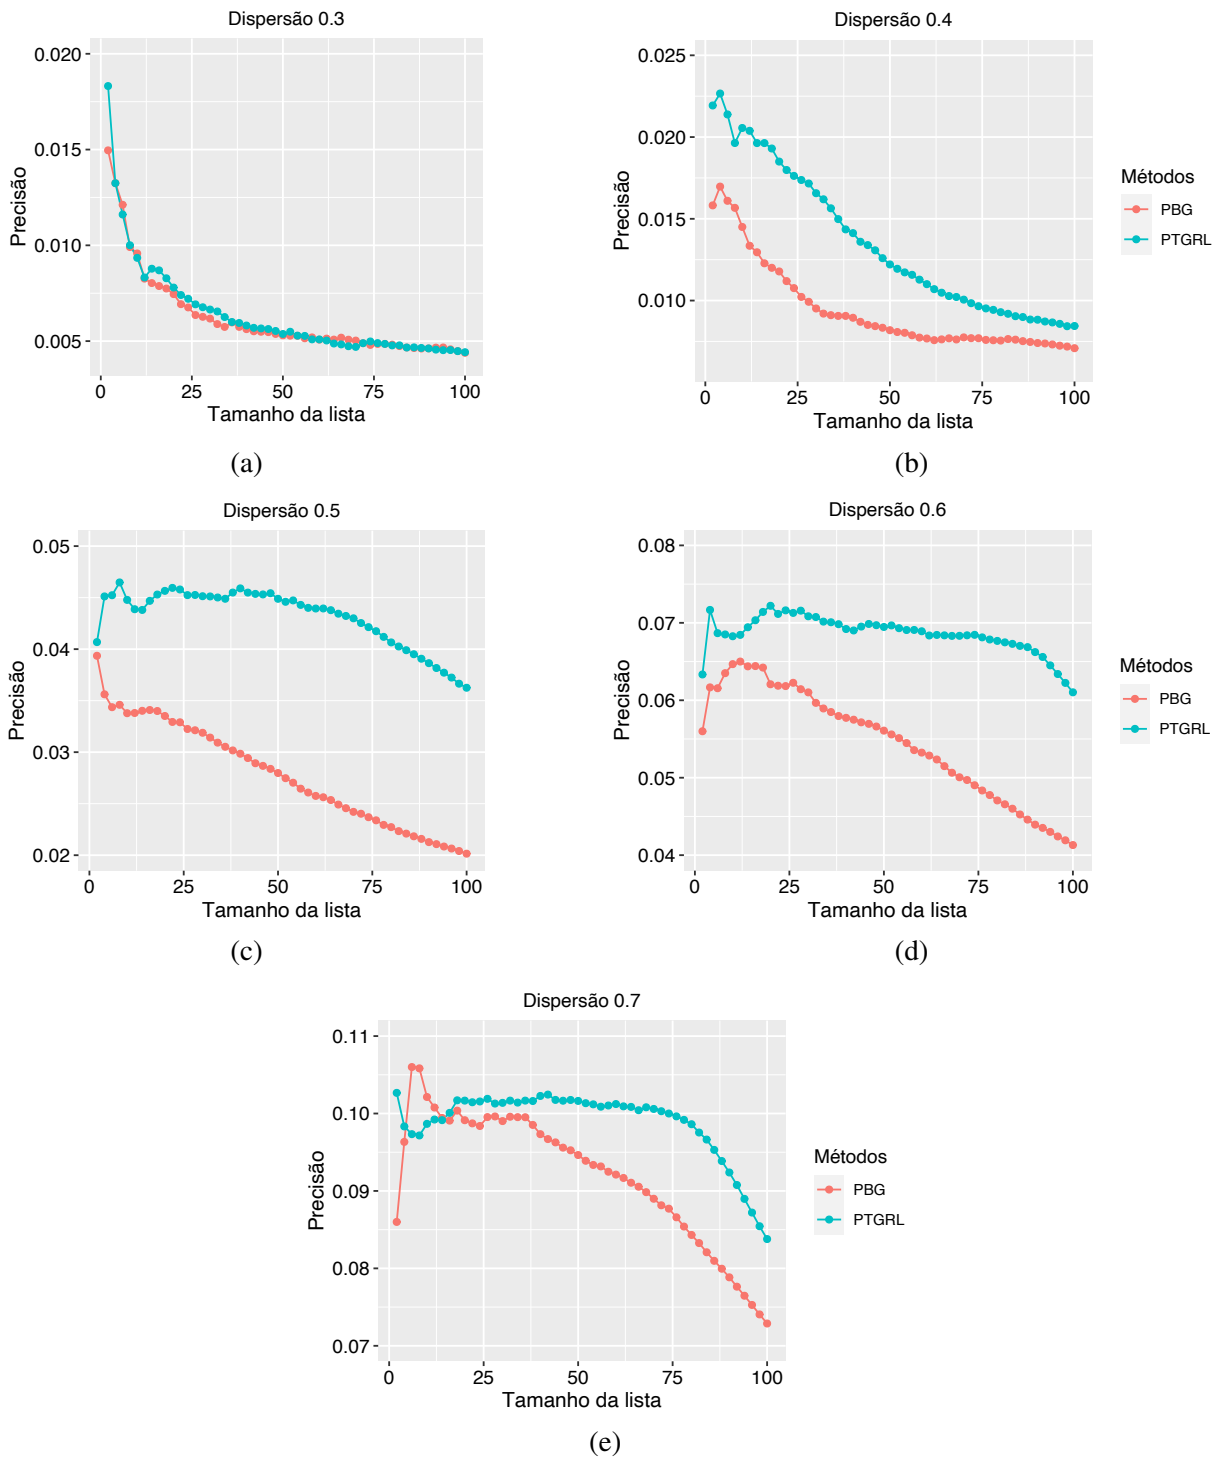 Dispersão 0.3
0.020
0.015
0.010
0.005
Precisão
0 25 50 75 100
Tamanho da lista
(a)
Dispersão 0.4
0.025
0.020
0.015
0.010
Precisão
0 25 50 75 100
Tamanho da lista
(b)
Métodos
PBG
PTGRL
Dispersão 0.5
0.05
0.04
0.03
0.02
Precisão
0 25 50 75 100
Tamanho da lista
(c)
Dispersão 0.6
0.08
0.07
0.06
0.05
0.04
Precisão
0 25 50 75 100
Tamanho da lista
(d)
Métodos
PBG
PTGRL
Dispersão 0.7
0.11
0.10
0.09
0.08
0.07
Precisão
0 25 50 75 100
Tamanho da lista
(e)
Métodos
PBG
PTGRL